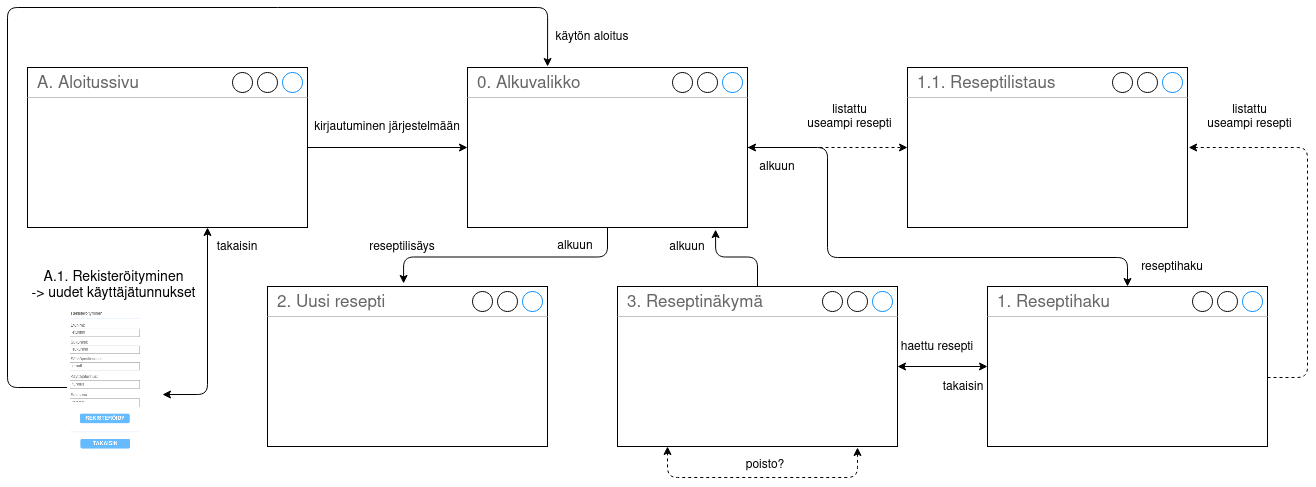 käytön aloitus
A. Aloitussivu
0. Alkuvalikko
1.1. Reseptilistaus
kirjautuminen järjestelmään
listattu
useampi resepti
listattu
useampi resepti
alkuun
takaisin
reseptilisäys
alkuun
alkuun
reseptihaku
A.1. Rekisteröityminen
-> uudet käyttäjätunnukset
2. Uusi resepti
3. Reseptinäkymä
1. Reseptihaku
Rekisteröityminen
haettu resepti
takaisin
REKISTERÖIDY
TAKAISIN
poisto?